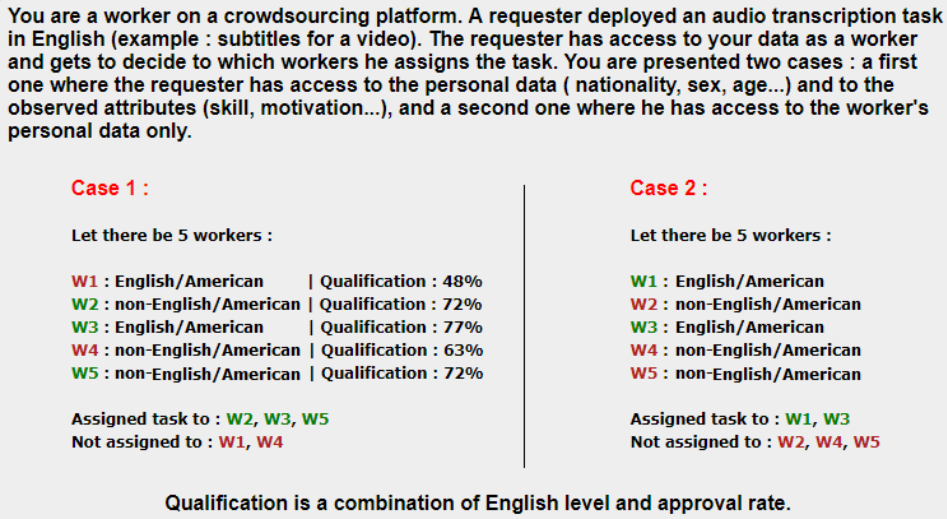 You are a worker on a crowdsourcing platform. A requester deployed an audio transcription task
in English (example : subtitles for a video). The requester has access to your data as a worker
and gets to decide to which workers he assigns the task. You are presented two cases : a first
one where the requester has access to the personal data ( nationality, sex, age...) and to the
observed attributes (skill, motivation...), and a second one where he has access to the worker's
personal data only.
Case 1 :
Let there be 5 workers :
W1 : English/American | Qualification : 48%
W2 : non-English/American | Qualification : 72%
W3 : English/American | Qualification : 77%
W4 : non-English/American | Qualification : 63%
W5 : non-English/American | Qualification : 72%
Assigned task to : W2, W3, W5
Not assigned to : W1, W4
Case 2 :
Let there be 5 workers :
W1 : English/American
W2 : non-English/American
W3 : English/American
W4 : non-English/American
W5 : non-English/American
Assigned task to : W1, W3
Not assigned to : W2, W4, W5
Qualification is a combination of English level and approval rate.